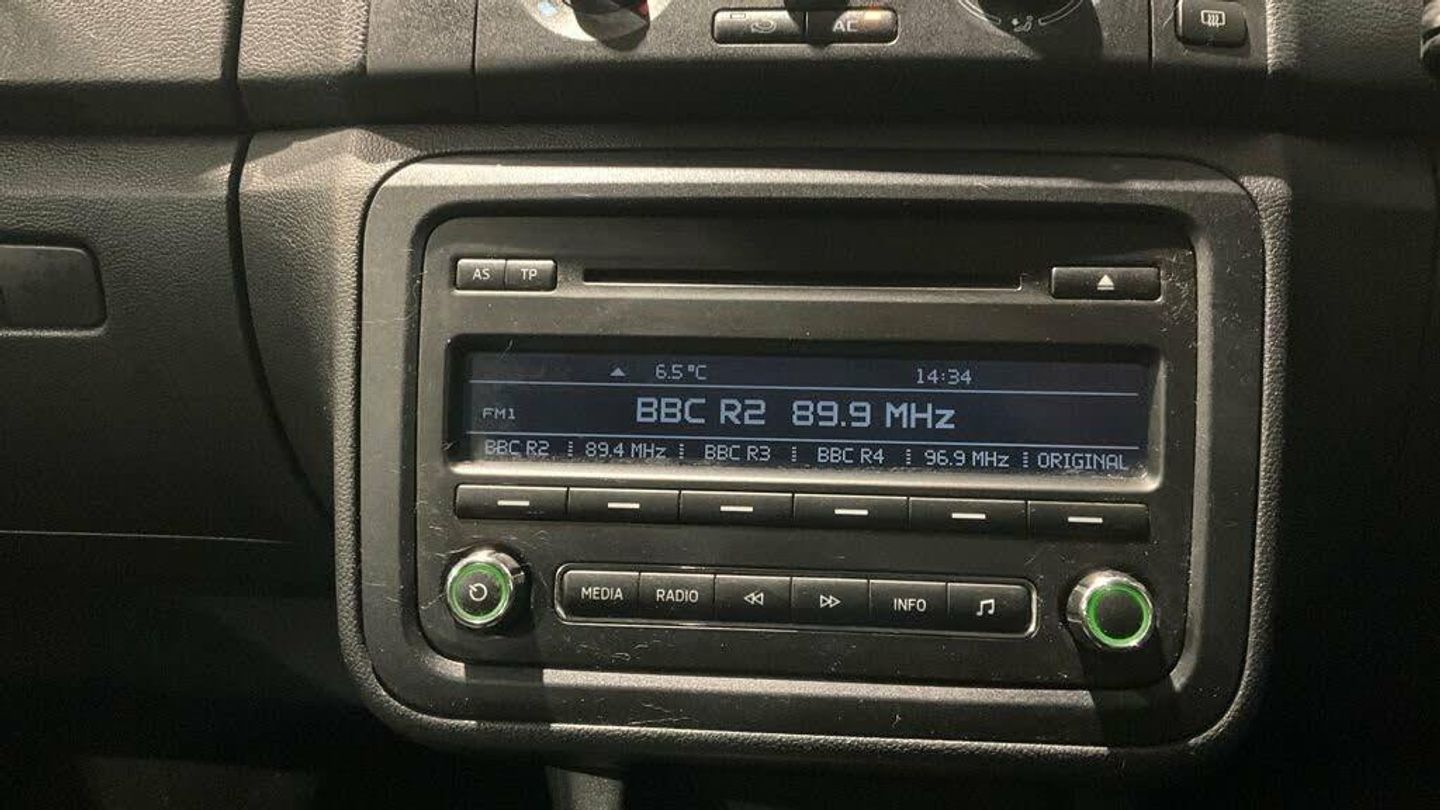 AC
AS TP
6.5°C 14:34
FM1 BBC R2 89.9 MHz
BBC R2 89.4 MHz BBC R3 BBC R4 96.9 MHz ORIGINAL
MEDIA RADIO INFO